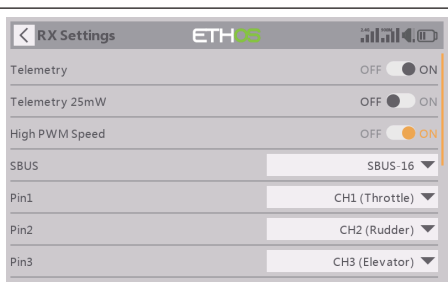 RX Settings ETHOS
Telemetry OFF ON
Telemetry 25mW OFF ON
High PWM Speed OFF ON
SBUS SBUS-16
Pin1 CH1 (Throttle)
Pin2 CH2 (Rudder)
Pin3 CH3 (Elevator)